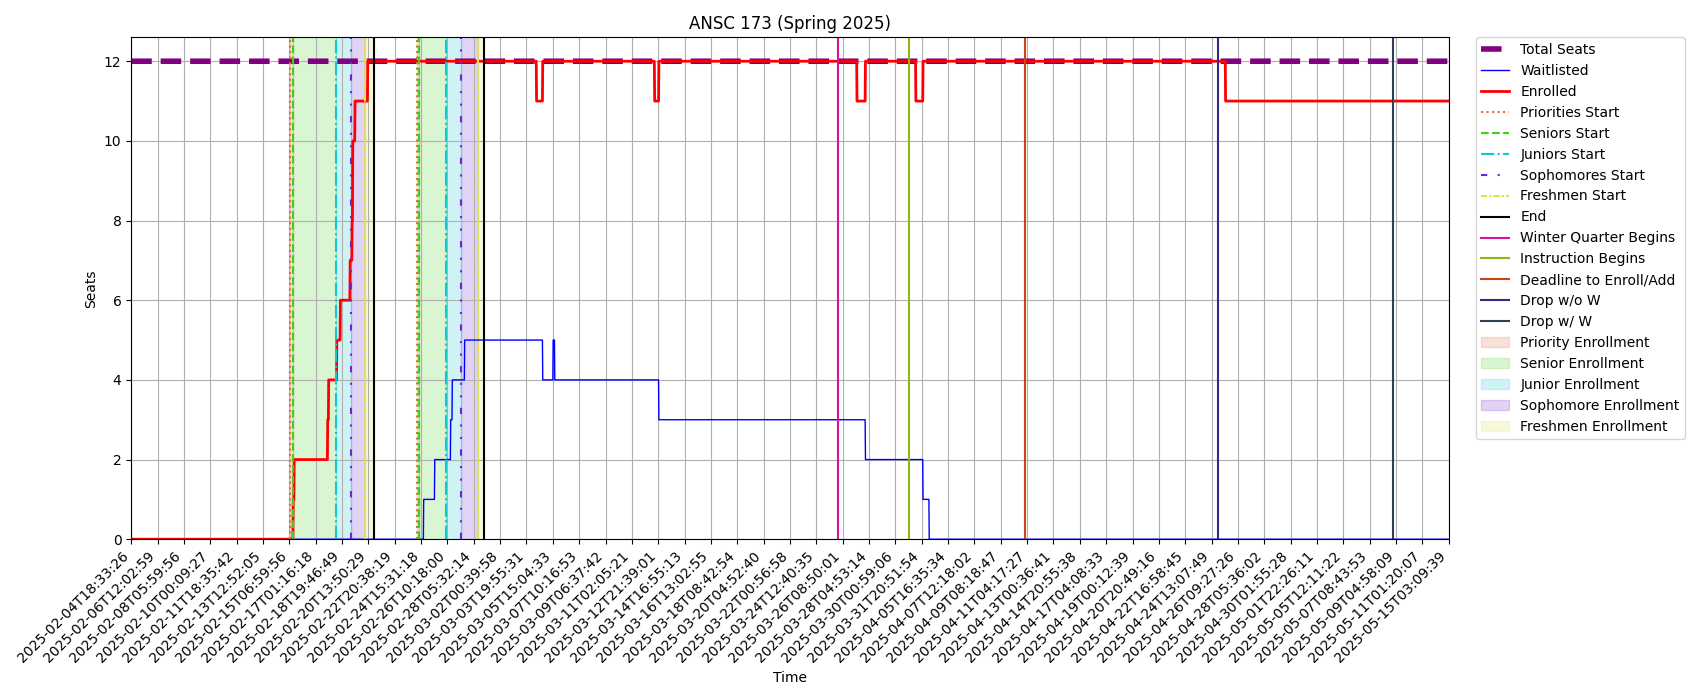 ANSC 173 (Spring 2025)
Seats
12
10
8
6
4
2
0
2025-02-04T18:33:26
2025-02-06T12:02:59
2025-02-08T05:59:56
2025-02-10T00:09:27
2025-02-11T18:35:42
2025-02-13T12:52:05
2025-02-15T06:59:56
2025-02-17T01:16:18
2025-02-18T19:46:49
2025-02-20T13:50:29
2025-02-22T20:38:19
2025-02-24T15:31:18
2025-02-26T10:18:00
2025-02-28T05:32:14
2025-03-02T00:39:58
2025-03-03T19:55:31
2025-03-05T15:04:33
2025-03-07T10:16:53
2025-03-09T06:37:42
2025-03-11T02:05:21
2025-03-12T21:39:01
2025-03-14T16:55:13
2025-03-16T13:02:55
2025-03-18T08:42:54
2025-03-20T04:52:40
2025-03-22T00:56:58
2025-03-24T12:40:35
2025-03-26T08:50:01
2025-03-28T04:53:14
2025-03-30T00:59:06
2025-03-31T20:51:54
2025-04-05T16:35:34
2025-04-07T12:18:02
2025-04-09T08:18:47
2025-04-11T04:17:27
2025-04-13T00:36:41
2025-04-14T20:55:38
2025-04-17T04:08:33
2025-04-19T00:12:39
2025-04-20T20:49:16
2025-04-22T16:58:45
2025-04-24T13:07:49
2025-04-26T09:27:26
2025-04-28T05:36:02
2025-04-30T01:55:28
2025-05-01T22:26:11
2025-05-05T12:11:22
2025-05-07T08:43:53
2025-05-09T04:58:09
2025-05-11T01:20:07
2025-05-15T03:09:39
Time
Total Seats
Waitlisted
Enrolled
Priorities Start
Seniors Start
Juniors Start
Sophomores Start
Freshmen Start
End
Winter Quarter Begins
Instruction Begins
Deadline to Enroll/Add
Drop w/o W
Drop w/ W
Priority Enrollment
Senior Enrollment
Junior Enrollment
Sophomore Enrollment
Freshmen Enrollment